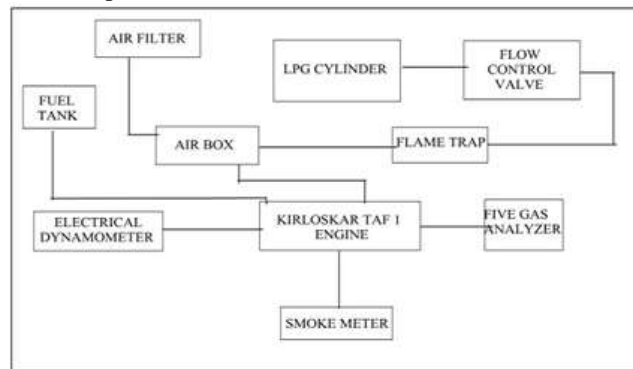 AIR FILTER
LPG CYLINDER
FLOW
CONTROL
VALVE
FUEL
TANK
AIR BOX
FLAME TRAP
ELECTRICAL
DYNAMOMETER
KIRLOSKAR TAF 1
ENGINE
FIVE GAS
ANALYZER
SMOKE METER